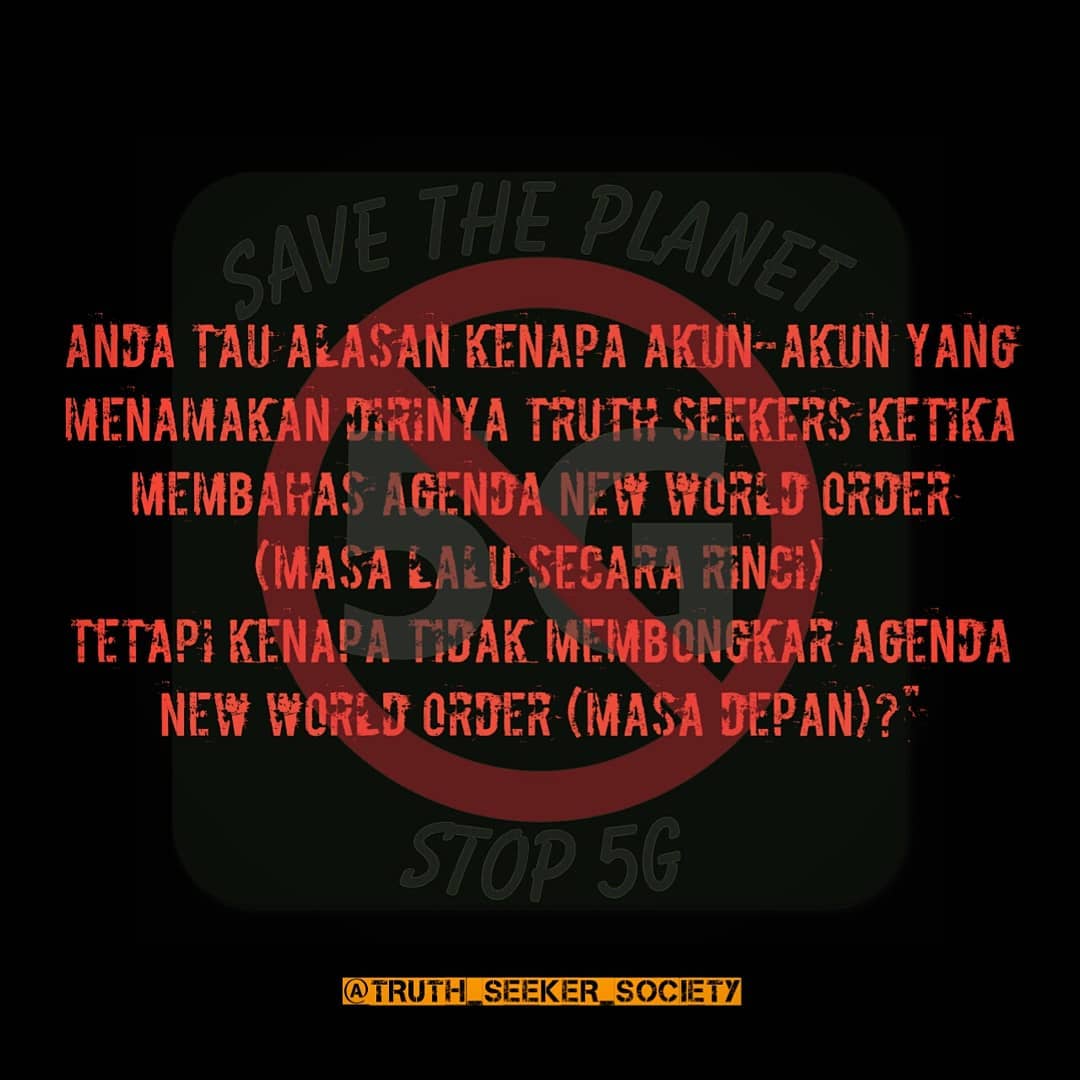 SAVE THE PLANET
ANDA TAU ALASAN KENAPA AKUN-AKUN YANG
MENAMAKAN DIRINYA TRUTH SEEKERS KETIKA
MEMBAHAS AGENDA NEW WORLD ORDER
(MASA LALU SECARA RINCI)
TETAPI KENAPA TIDAK MEMBONGKAR AGENDA
NEW WORLD ORDER (MASA DEPAN)?"
5G
STOP 5G
@TRUTH_SEEKER_SOCIETY